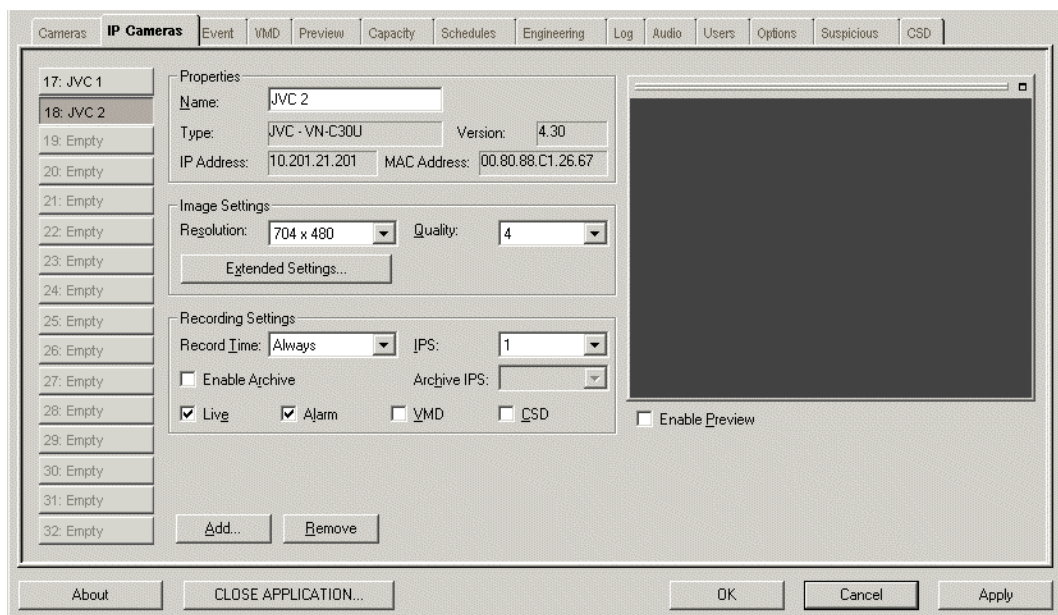 Cameras IP Cameras Event VMD Preview Capacity Schedules Engineering Log Audio Users Options Suspicious CSD
17: JVC 1
18: JVC 2
19: Empty
20: Empty
21: Empty
22: Empty
23: Empty
24: Empty
25: Empty
26: Empty
27: Empty
28: Empty
29: Empty
30: Empty
31: Empty
32: Empty
Properties
Name: JVC 2
Type: JVC - VN-C30U Version: 4.30
IP Address: 10.201.21.201 MAC Address: 00.80.88.C1.26.67
Image Settings
Resolution: 704 x 480 Quality: 4
Extended Settings...
Recording Settings
Record Time: Always IPS: 1
Enable Archive Archive IPS:
Live Alarm VMD CSD
Enable Preview
Add... Remove
About CLOSE APPLICATION... OK Cancel Apply